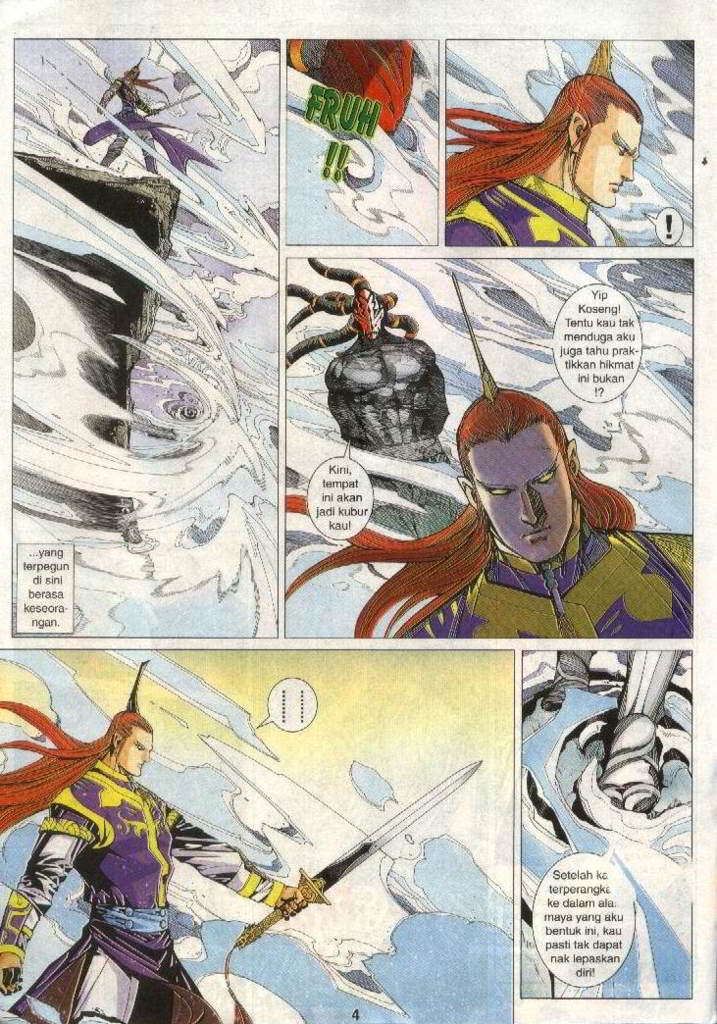 ...yang
terpegun
di sini
berasa
keseora-
ngan.
FRUH
!!
!
Yip
Koseng!
Tentu kau tak
menduga aku
juga tahu prak-
tikkan hikmat
ini bukan
!?
Kini,
tempat
ini akan
jadi kubur
kau!
Setelah
terperangka
ke dalam
maya yang aku
bentuk ini, kau
pasti tak dapat
nak lepaskan
diri!
4